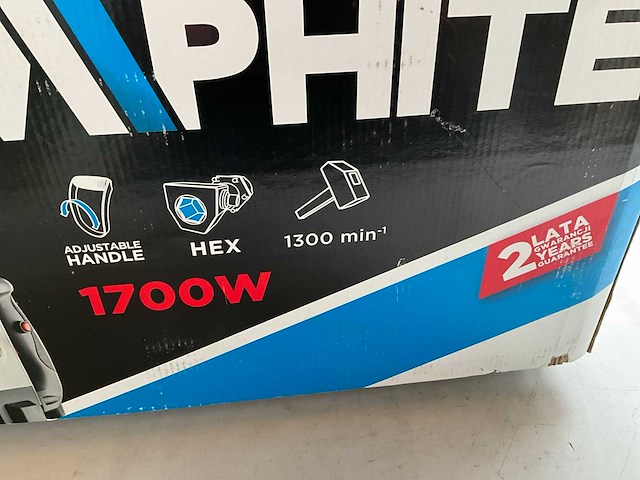 PHITE
ADJUSTABLE
HANDLE
HEX
1300 min⁻¹
1700W
2 LATA
GWARANCJI
YEARS
GUARANTEE